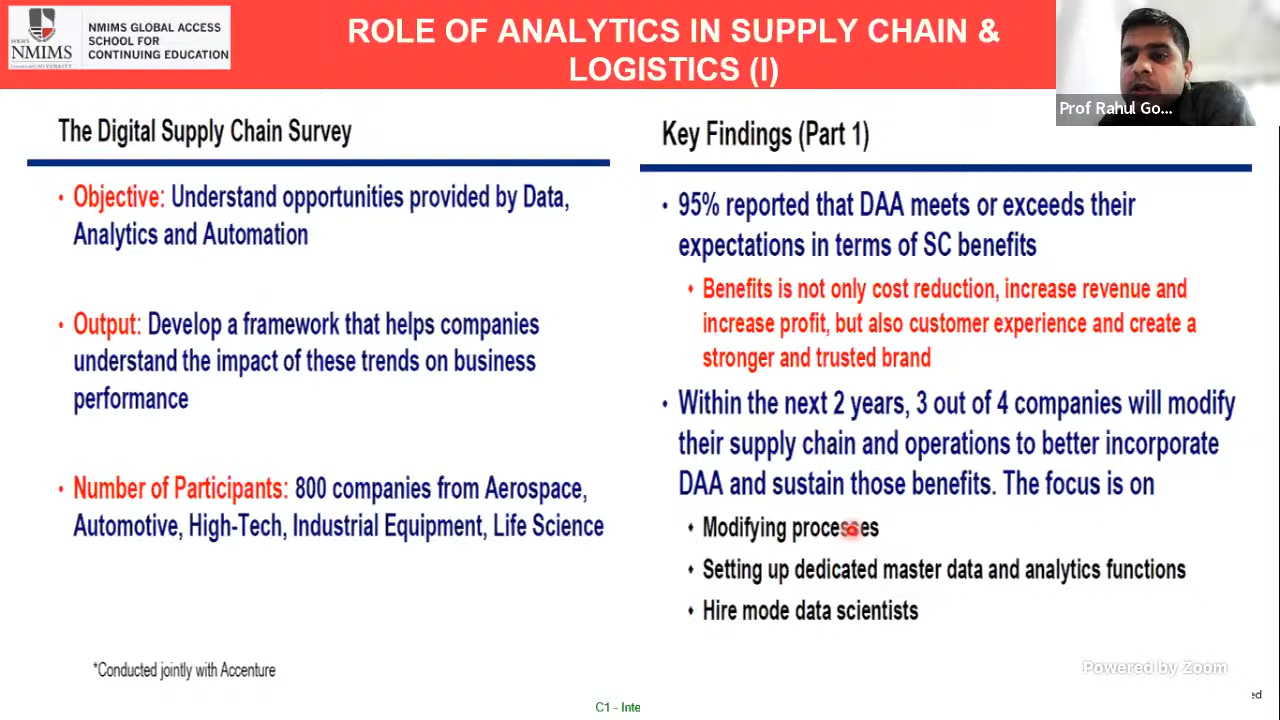 NMIMS
NMIMS GLOBAL ACCESS
SCHOOL FOR
CONTINUING EDUCATION
ROLE OF ANALYTICS IN SUPPLY CHAIN &
LOGISTICS (I)
Prof Rahul Go...
The Digital Supply Chain Survey
• Objective: Understand opportunities provided by Data,
Analytics and Automation
• Output: Develop a framework that helps companies
understand the impact of these trends on business
performance
• Number of Participants: 800 companies from Aerospace,
Automotive, High-Tech, Industrial Equipment, Life Science
*Conducted jointly with Accenture
Key Findings (Part 1)
• 95% reported that DAA meets or exceeds their
expectations in terms of SC benefits
• Benefits is not only cost reduction, increase revenue and
increase profit, but also customer experience and create a
stronger and trusted brand
• Within the next 2 years, 3 out of 4 companies will modify
their supply chain and operations to better incorporate
DAA and sustain those benefits. The focus is on
• Modifying processes
• Setting up dedicated master data and analytics functions
• Hire mode data scientists
Powered by Zoom
ed
C1 - Inte